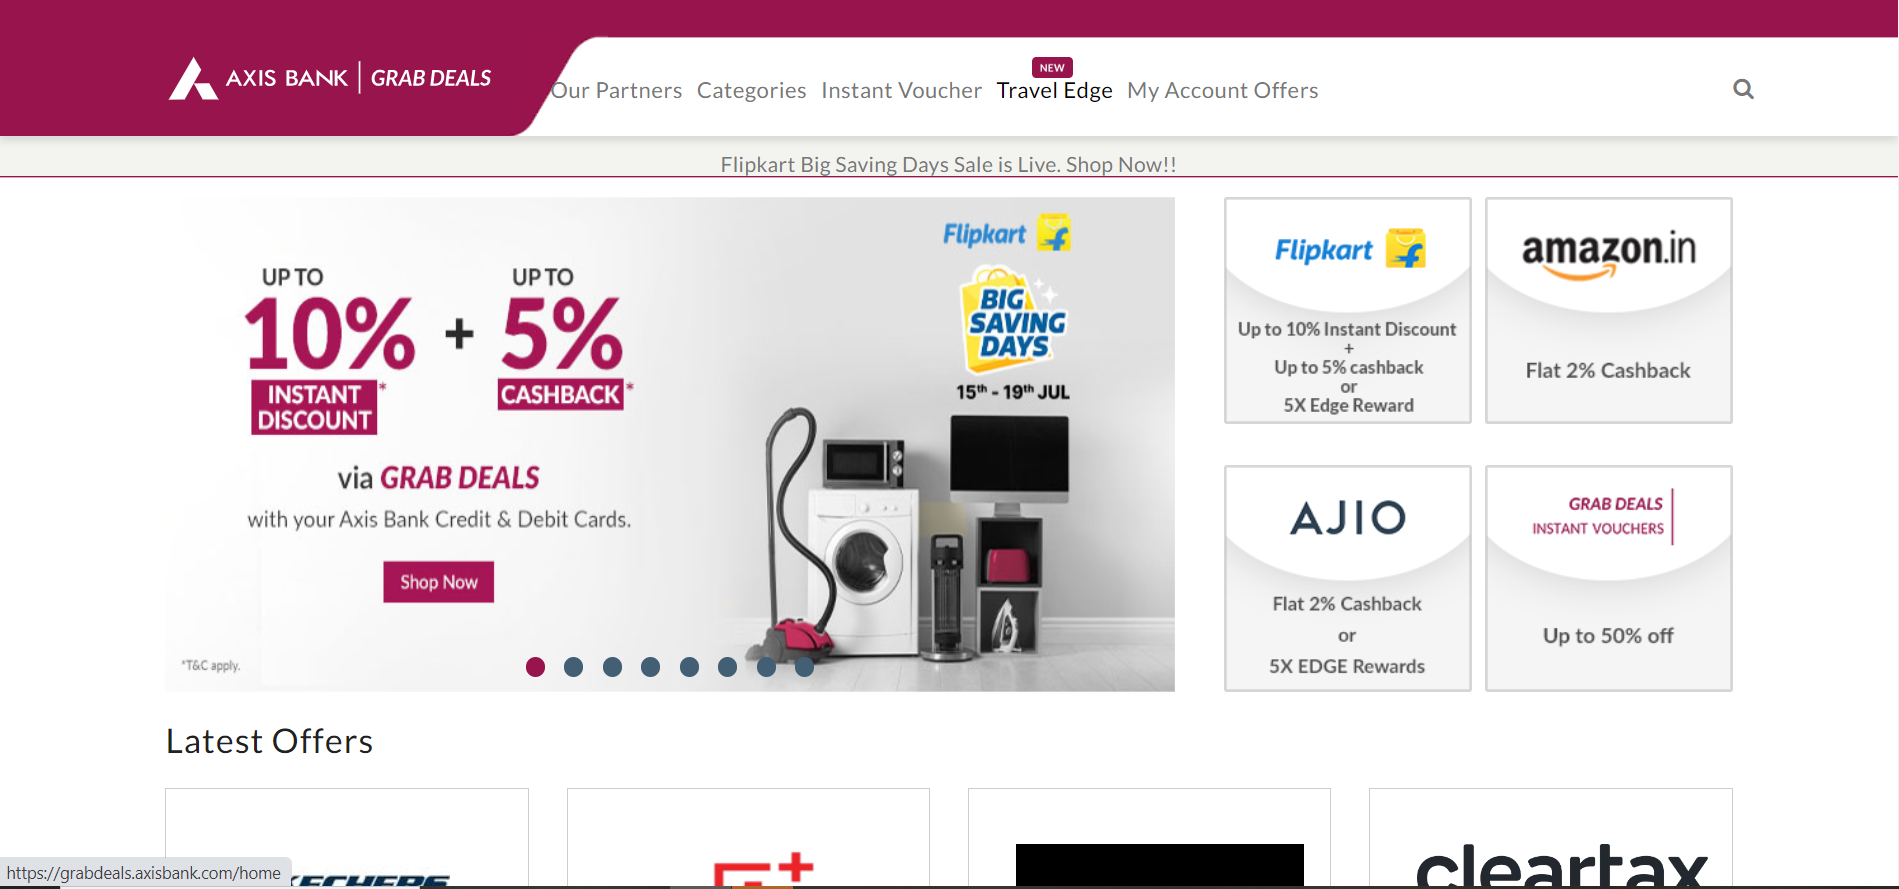 AXIS BANK | GRAB DEALS
NEW
Our Partners Categories Instant Voucher Travel Edge My Account Offers
Flipkart Big Saving Days Sale is Live. Shop Now!!
UP TO
10%
INSTANT
DISCOUNT*
+
UP TO
5%
CASHBACK*
via GRAB DEALS
with your Axis Bank Credit & Debit Cards.
Shop Now
*T&C apply.
Flipkart
BIG
SAVING
DAYS
15th - 19th JUL
Flipkart
Up to 10% Instant Discount
+
Up to 5% cashback
or
5X Edge Reward
amazon.in
Flat 2% Cashback
AJIO
Flat 2% Cashback
or
5X EDGE Rewards
GRAB DEALS
INSTANT VOUCHERS
Up to 50% off
Latest Offers
cleartax
https://grabdeals.axisbank.com/home